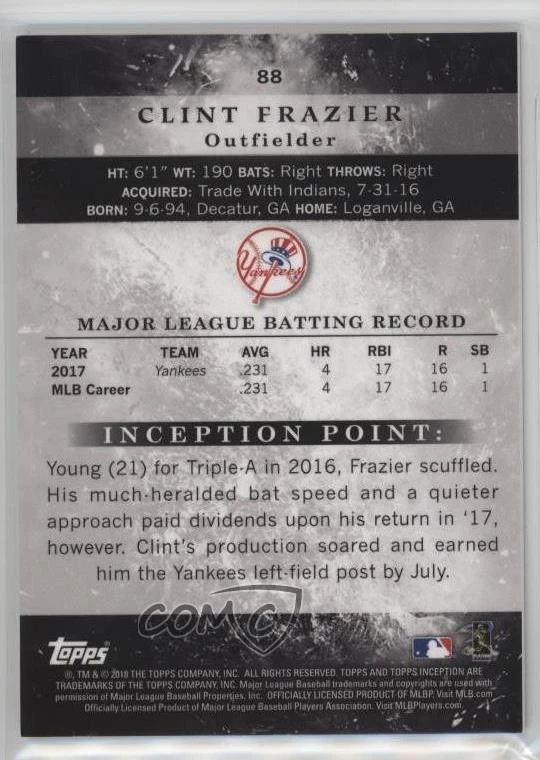 88
CLINT FRAZIER
Outfielder
HT: 6'1" WT: 190 BATS: Right THROWS: Right
ACQUIRED: Trade With Indians, 7-31-16
BORN: 9-6-94, Decatur, GA HOME: Loganville, GA
Yankees
MAJOR LEAGUE BATTING RECORD
YEAR TEAM AVG HR RBI R SB
2017 Yankees .231 4 17 16 1
MLB Career .231 4 17 16 1
INCEPTION POINT:
Young (21) for Triple-A in 2016, Frazier scuffled.
His much-heralded bat speed and a quieter
approach paid dividends upon his return in '17,
however. Clint's production soared and earned
him the Yankees left-field post by July.
COMC
Topps
®, TM & © 2018 THE TOPPS COMPANY, INC. ALL RIGHTS RESERVED. TOPPS AND TOPPS INCEPTION ARE
TRADEMARKS OF THE TOPPS COMPANY, INC. Major League Baseball trademarks and copyrights are used with
permission of Major League Baseball Properties, Inc. OFFICIALLY LICENSED PRODUCT OF MLBP. Visit MLB.com
Officially Licensed Product of Major League Baseball Players Association. Visit MLBPlayers.com